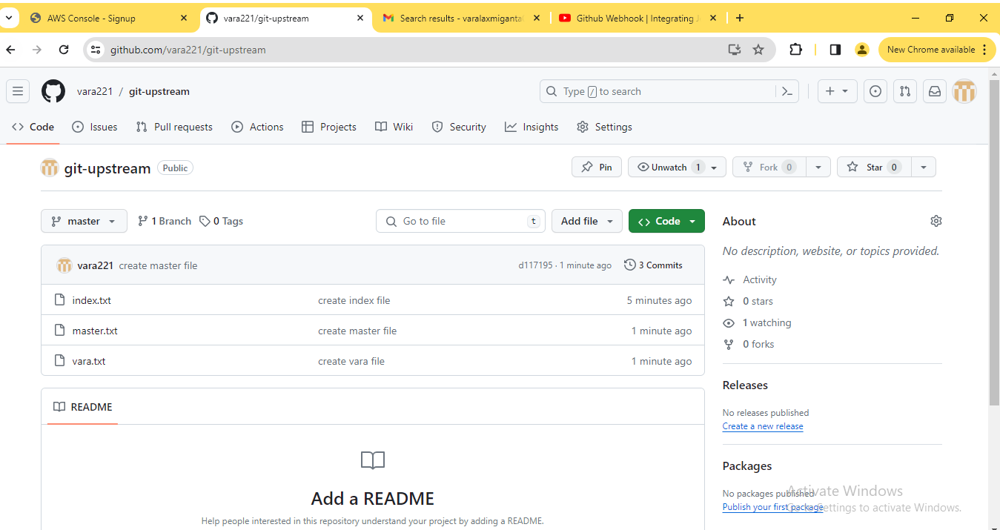 AWS Console - Signup
vara221/git-upstream
Search results - varalaxmiganta
Github Webhook | Integrating J
github.com/vara221/git-upstream
New Chrome available
vara221 / git-upstream
Type / to search
Code
Issues
Pull requests
Actions
Projects
Wiki
Security
Insights
Settings
git-upstream Public
Pin
Unwatch 1
Fork 0
Star 0
master
1 Branch
0 Tags
Go to file t
Add file
Code
About
No description, website, or topics provided.
vara221 create master file d117195 · 1 minute ago 3 Commits
index.txt create index file 5 minutes ago
master.txt create master file 1 minute ago
vara.txt create vara file 1 minute ago
Activity
0 stars
1 watching
0 forks
README
Add a README
Help people interested in this repository understand your project by adding a README.
Releases
No releases published
Create a new release
Packages
No packages published
Publish your first package
Activate Windows
Go to Settings to activate Windows.